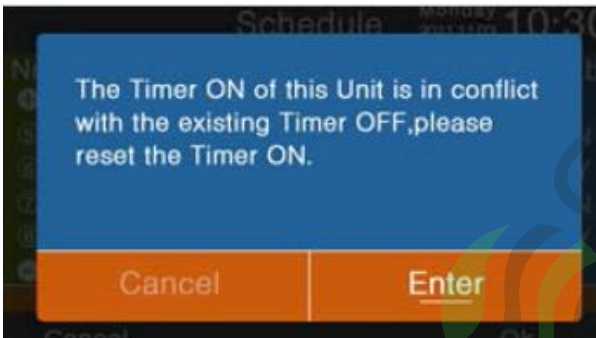 Schedule
Monday
10:30
The Timer ON of this Unit is in conflict
with the existing Timer OFF,please
reset the Timer ON.
Cancel
Enter
Cancel
Ok